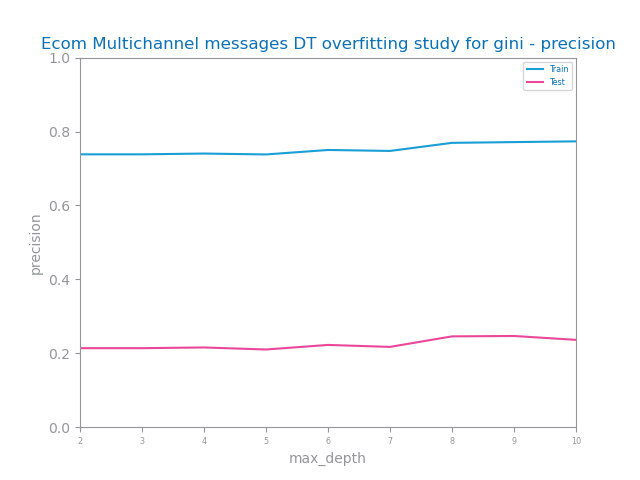 Ecom Multichannel messages DT overfitting study for gini - precision
1.0
0.8
0.6
0.4
0.2
0.0
precision
Train
Test
2 3 4 5 6 7 8 9 10
max_depth